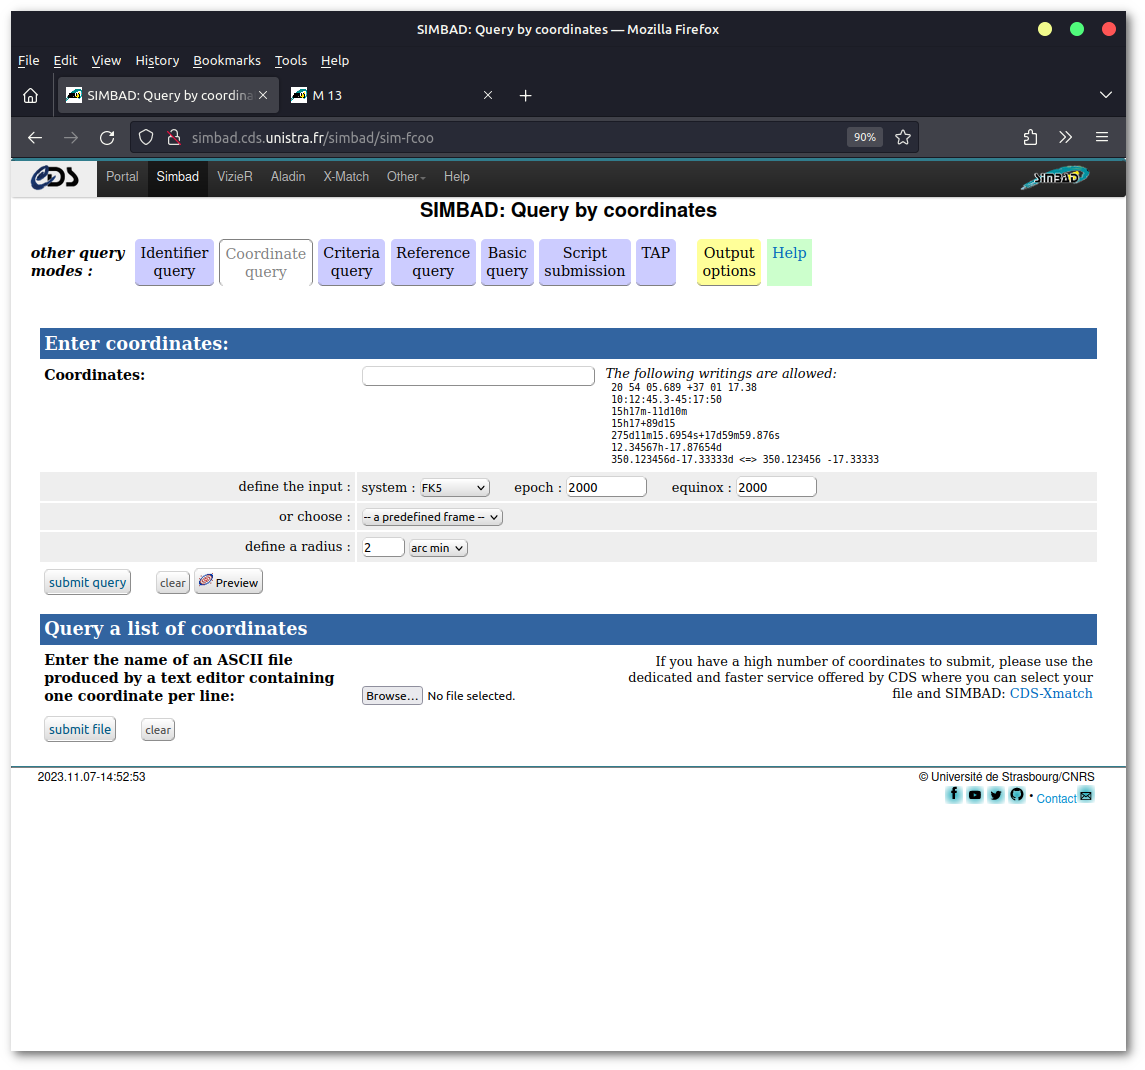 SIMBAD: Query by coordinates — Mozilla Firefox
File Edit View History Bookmarks Tools Help
SIMBAD: Query by coordina
M 13
simbad.cds.unistra.fr/simbad/sim-fcoo 90%
CDS Portal Simbad VizieR Aladin X-Match Other Help SIMBAD
SIMBAD: Query by coordinates
other query modes :
Identifier query
Coordinate query
Criteria query
Reference query
Basic query
Script submission
TAP
Output options
Help
Enter coordinates:
Coordinates:
The following writings are allowed:
20 54 05.689 +37 01 17.38
10:12:45.3-45:17:50
15h17m-11d10m
15h17+89d15
275d11m15.6954s+17d59m59.876s
12.34567h-17.87654d
350.123456d-17.33333d <=> 350.123456 -17.33333
define the input : system : FK5 epoch : 2000 equinox : 2000
or choose : -- a predefined frame --
define a radius : 2 arc min
submit query clear Preview
Query a list of coordinates
Enter the name of an ASCII file
produced by a text editor containing
one coordinate per line:
Browse... No file selected.
If you have a high number of coordinates to submit, please use the
dedicated and faster service offered by CDS where you can select your
file and SIMBAD: CDS-Xmatch
submit file clear
2023.11.07-14:52:53
© Université de Strasbourg/CNRS
• Contact